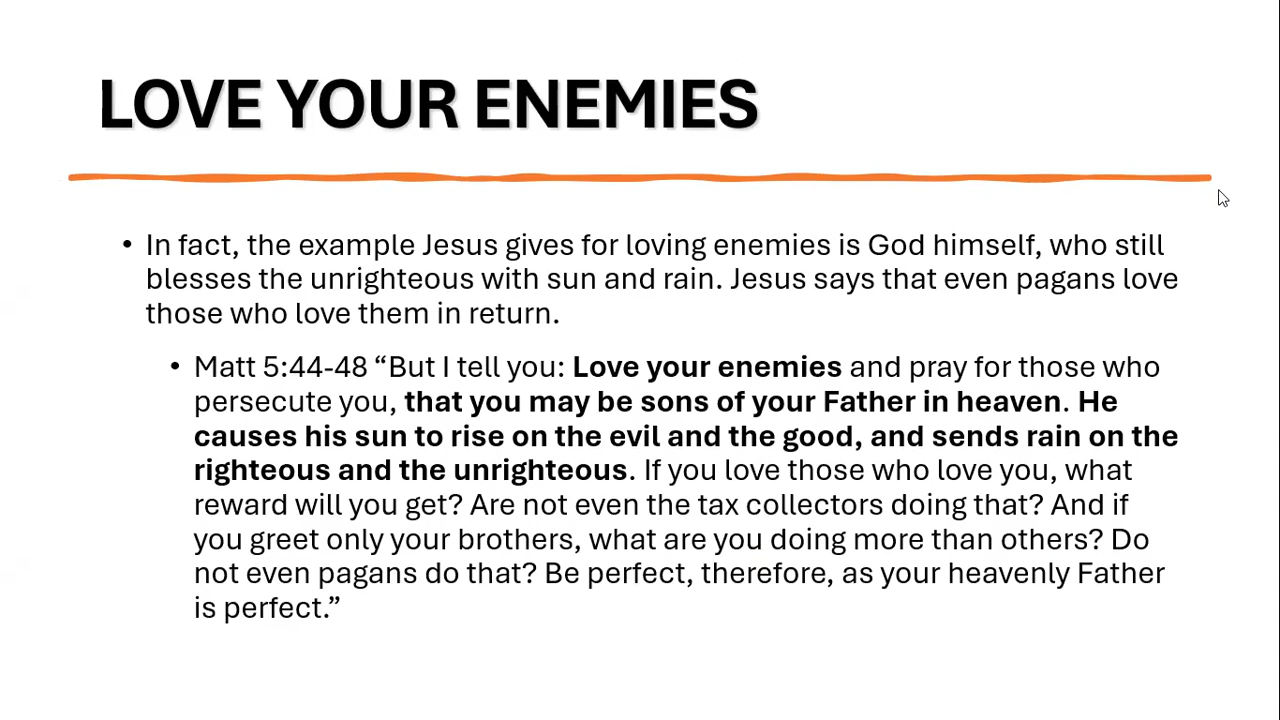 LOVE YOUR ENEMIES
• In fact, the example Jesus gives for loving enemies is God himself, who still
blesses the unrighteous with sun and rain. Jesus says that even pagans love
those who love them in return.
• Matt 5:44-48 “But I tell you: Love your enemies and pray for those who
persecute you, that you may be sons of your Father in heaven. He
causes his sun to rise on the evil and the good, and sends rain on the
righteous and the unrighteous. If you love those who love you, what
reward will you get? Are not even the tax collectors doing that? And if
you greet only your brothers, what are you doing more than others? Do
not even pagans do that? Be perfect, therefore, as your heavenly Father
is perfect.”